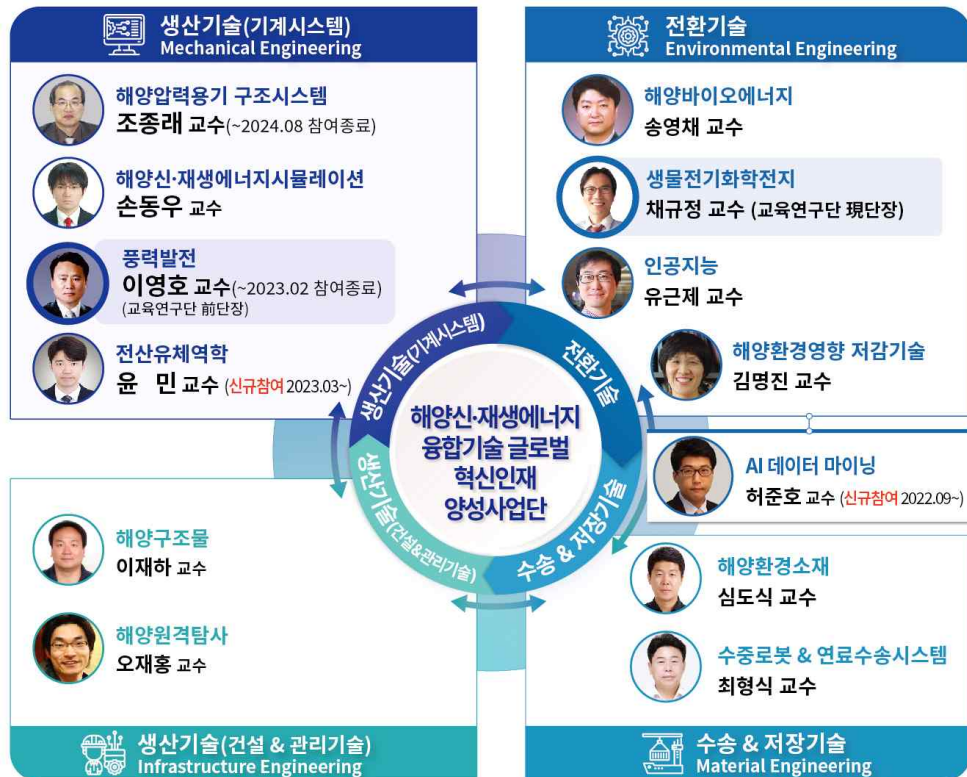 생산기술(기계시스템)
Mechanical Engineering
해양압력용기 구조시스템
조종래 교수(~2024.08 참여종료)
해양신·재생에너지시뮬레이션
손동우 교수
풍력발전
이영호 교수(~2023.02 참여종료)
(교육연구단 前단장)
전산유체역학
윤 민 교수 (신규참여 2023.03~)
전환기술
Environmental Engineering
해양바이오에너지
송영채 교수
생물전기화학전지
채규정 교수 (교육연구단 現단장)
인공지능
유근제 교수
해양환경영향 저감기술
김명진 교수
AI 데이터 마이닝
허준호 교수 (신규참여 2022.09~)
생산기술(기계시스템)
전환기술
생산기술(건설&관리기술)
수송 & 저장기술
해양신·재생에너지
융합기술 글로벌
혁신인재
양성사업단
해양구조물
이재하 교수
해양원격탐사
오재홍 교수
생산기술(건설 & 관리기술)
Infrastructure Engineering
해양환경소재
심도식 교수
수중로봇 & 연료수송시스템
최형식 교수
수송 & 저장기술
Material Engineering